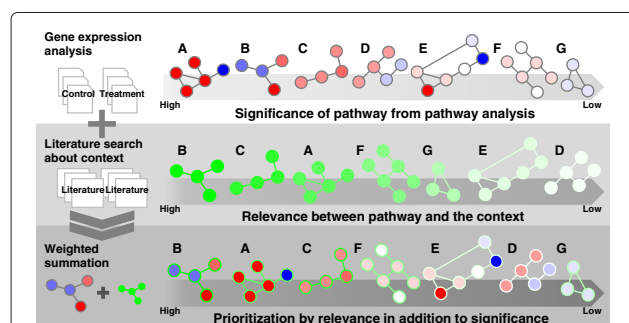 Gene expression
analysis
Control Treatment
A B C D E F G
High Low
Significance of pathway from pathway analysis
Literature search
about context
Literature Literature
B C A F G E D
High Low
Relevance between pathway and the context
Weighted
summation
B A C F E D G
High Low
Prioritization by relevance in addition to significance